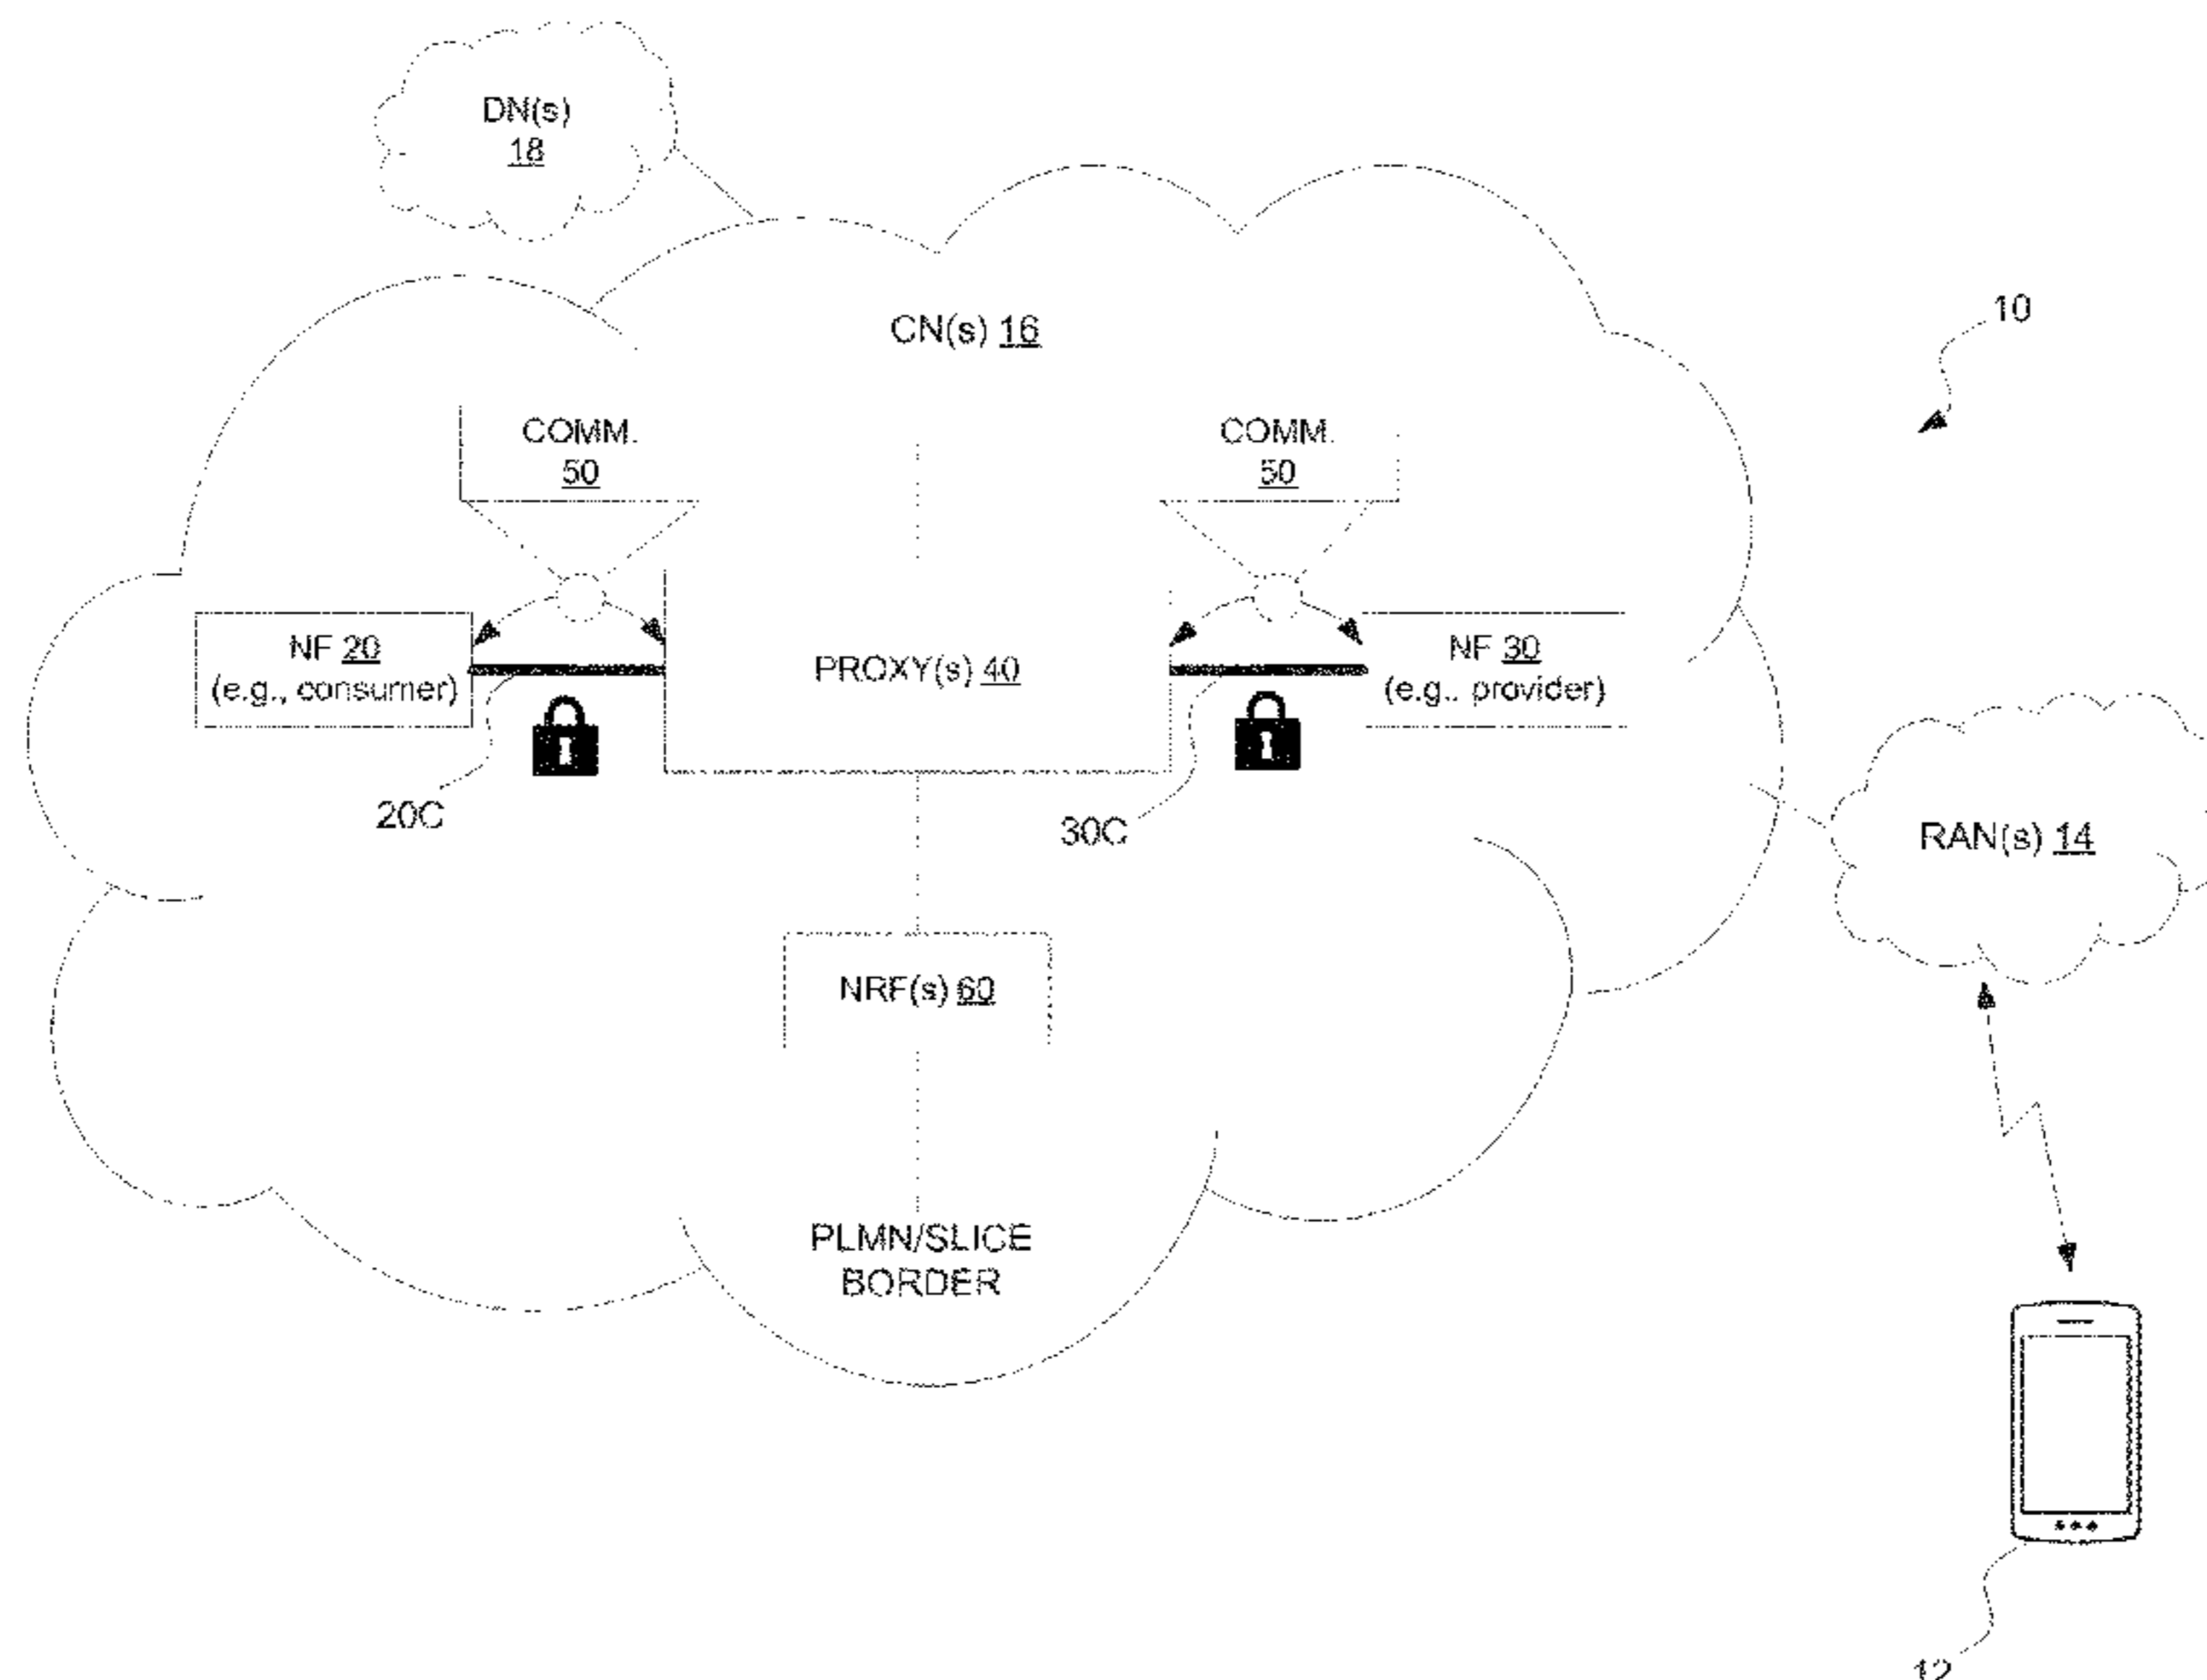 DN(s)
18
CN(s) 16
10
COMM.
50
COMM.
50
NF 20
(e.g., consumer)
PROXY(s) 40
NF 30
(e.g., provider)
20C
30C
RAN(s) 14
NRF(s) 60
PLMN/SLICE
BORDER
12